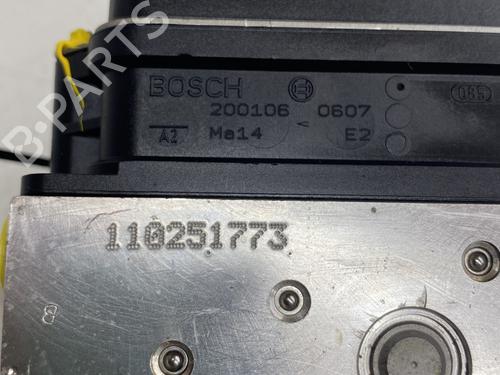 BOSCH
200106 0607
A2 Ma14 < E2
110251773
B
B-PARTS